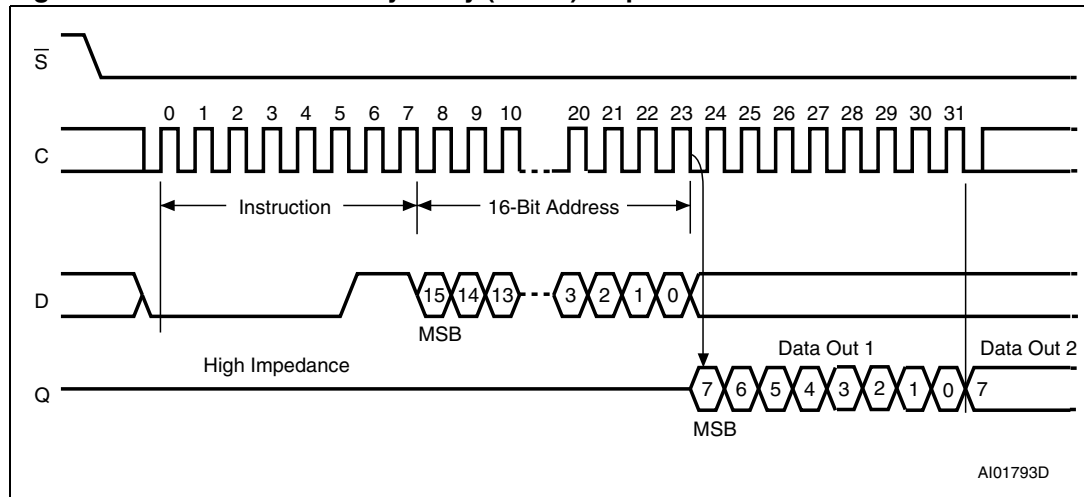 S
0 1 2 3 4 5 6 7 8 9 10 20 21 22 23 24 25 26 27 28 29 30 31
C
Instruction 16-Bit Address
D 15 14 13 3 2 1 0
MSB
High Impedance Data Out 1 Data Out 2
Q 7 6 5 4 3 2 1 0 7
MSB
AI01793D